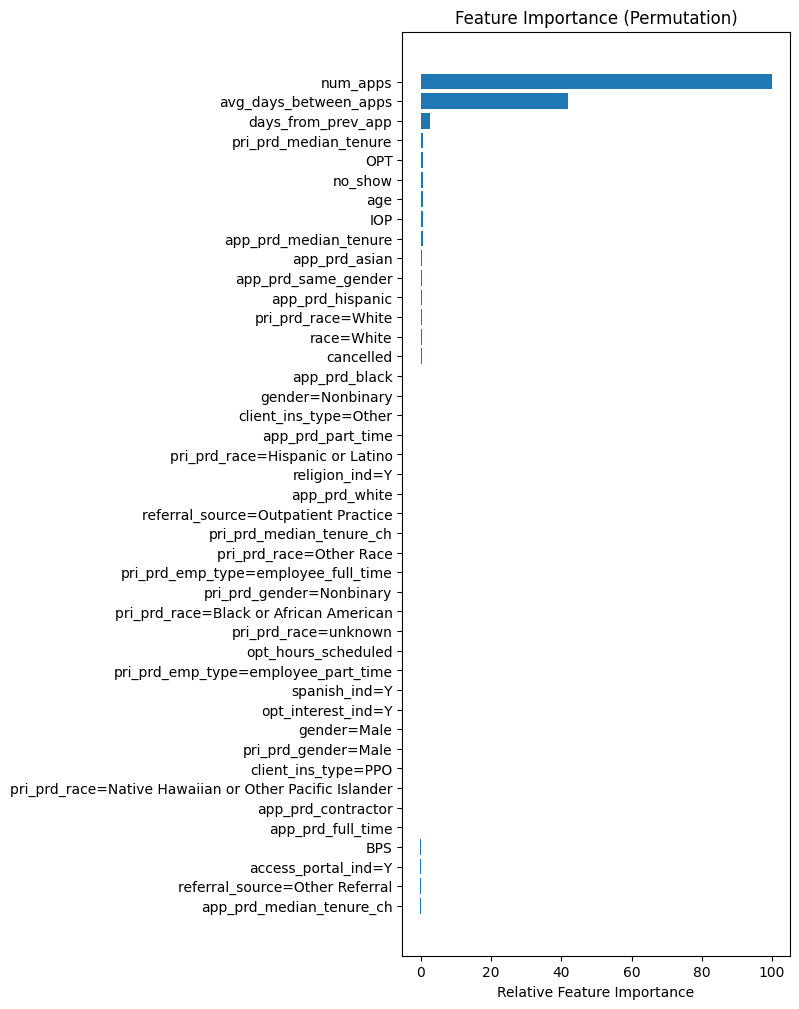 Feature Importance (Permutation)
num_apps
avg_days_between_apps
days_from_prev_app
pri_prd_median_tenure
OPT
no_show
age
IOP
app_prd_median_tenure
app_prd_asian
app_prd_same_gender
app_prd_hispanic
pri_prd_race=White
race=White
cancelled
app_prd_black
gender=Nonbinary
client_ins_type=Other
app_prd_part_time
pri_prd_race=Hispanic or Latino
religion_ind=Y
app_prd_white
referral_source=Outpatient Practice
pri_prd_median_tenure_ch
pri_prd_race=Other Race
pri_prd_emp_type=employee_full_time
pri_prd_gender=Nonbinary
pri_prd_race=Black or African American
pri_prd_race=unknown
opt_hours_scheduled
pri_prd_emp_type=employee_part_time
spanish_ind=Y
opt_interest_ind=Y
gender=Male
pri_prd_gender=Male
client_ins_type=PPO
pri_prd_race=Native Hawaiian or Other Pacific Islander
app_prd_contractor
app_prd_full_time
BPS
access_portal_ind=Y
referral_source=Other Referral
app_prd_median_tenure_ch
0 20 40 60 80 100
Relative Feature Importance